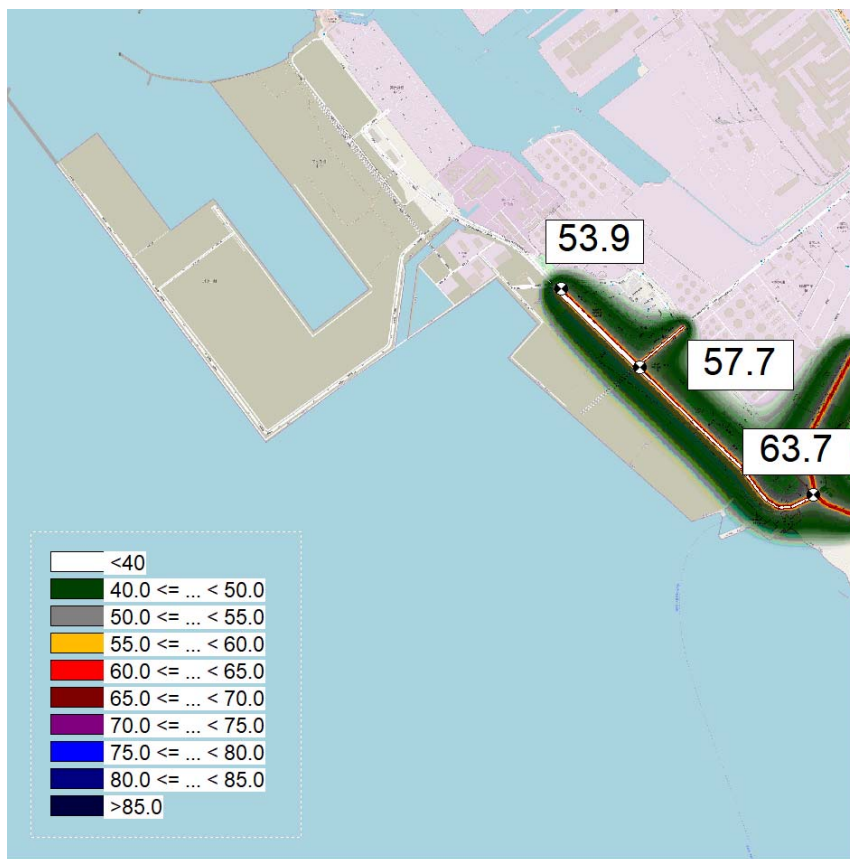 53.9
57.7
63.7
<40
40.0 <= ... < 50.0
50.0 <= ... < 55.0
55.0 <= ... < 60.0
60.0 <= ... < 65.0
65.0 <= ... < 70.0
70.0 <= ... < 75.0
75.0 <= ... < 80.0
80.0 <= ... < 85.0
>85.0